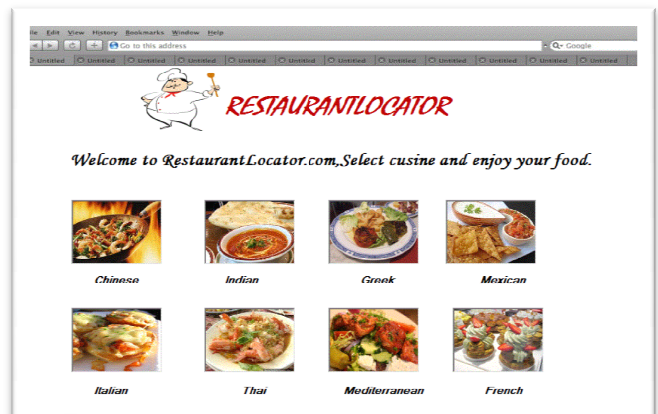 ile Edit View History Bookmarks Window Help
Go to this address
Google
Untitled Untitled Untitled Untitled Untitled Untitled Untitled Untitled Untitled Untitled Untitled Untitled
RESTAURANTLOCATOR
Welcome to RestaurantLocator.com,Select cusine and enjoy your food.
Chinese Indian Greek Mexican
Italian Thai Mediterranean French